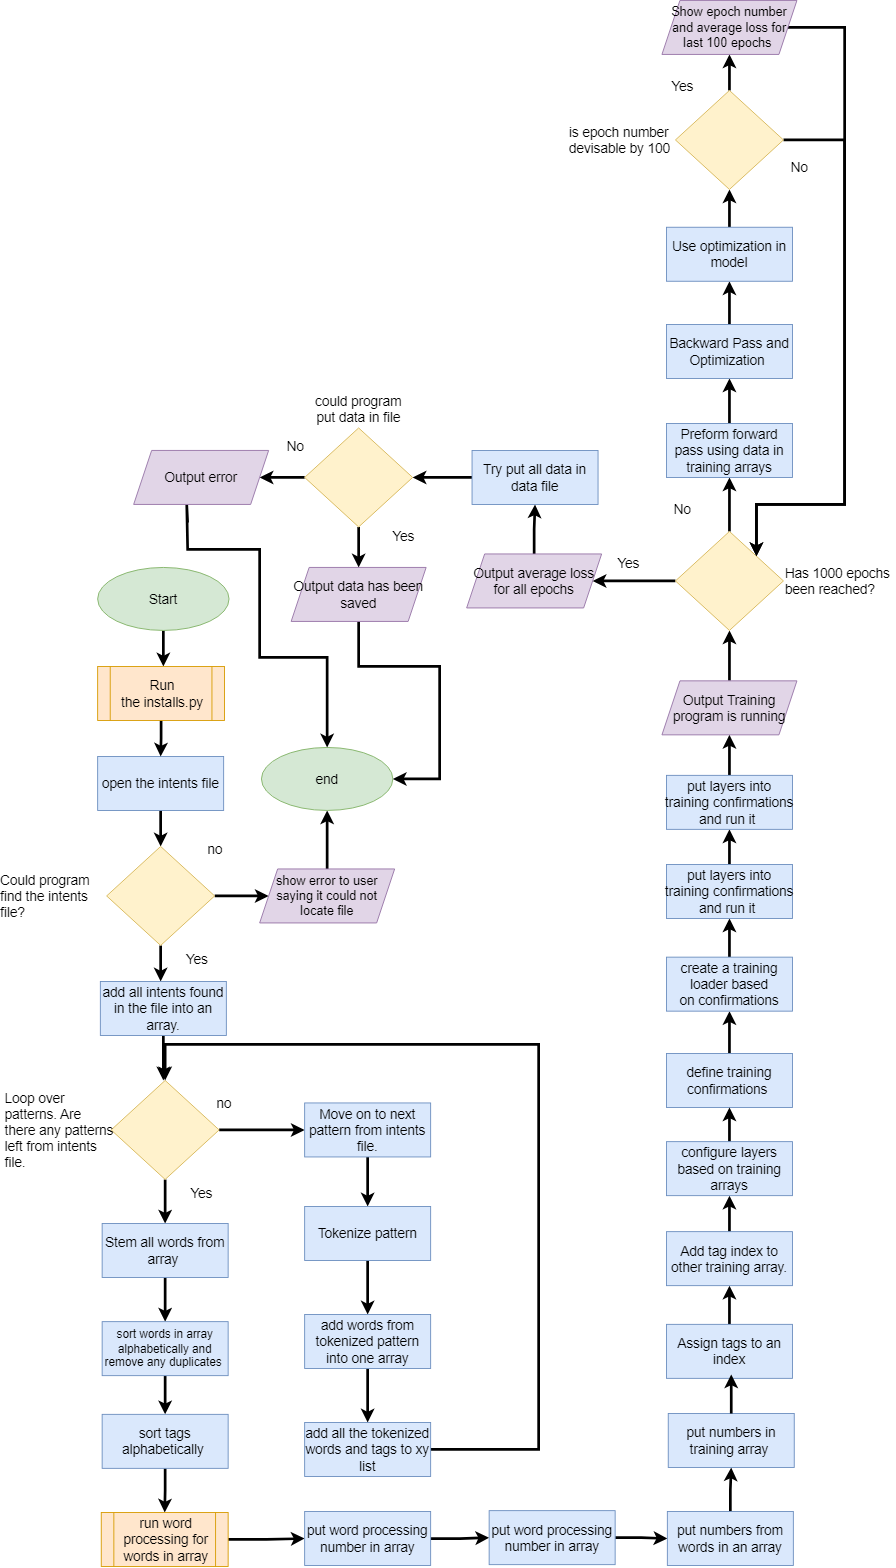 Start
Run
the installs.py
open the intents file
Could program
find the intents
file?
no
show error to user
saying it could not
locate file
end
Yes
add all intents found
in the file into an
array.
Loop over
patterns. Are
there any patterns
left from intents
file.
no
Move on to next
pattern from intents
file.
Tokenize pattern
add words from
tokenized pattern
into one array
add all the tokenized
words and tags to xy
list
Yes
Stem all words from
array
sort words in array
alphabetically and
remove any duplicates
sort tags
alphabetically
run word
processing for
words in array
put word processing
number in array
put word processing
number in array
put numbers from
words in an array
put numbers in
training array
Assign tags to an
index
Add tag index to
other training array.
configure layers
based on training
arrays
define training
confirmations
create a training
loader based
on confirmations
put layers into
training confirmations
and run it
put layers into
training confirmations
and run it
Output Training
program is running
Has 1000 epochs
been reached?
No
Preform forward
pass using data in
training arrays
Backward Pass and
Optimization
Use optimization in
model
is epoch number
devisable by 100
No
Yes
Show epoch number
and average loss for
last 100 epochs
Yes
Output average loss
for all epochs
Try put all data in
data file
could program
put data in file
No
Output error
Yes
Output data has been
saved